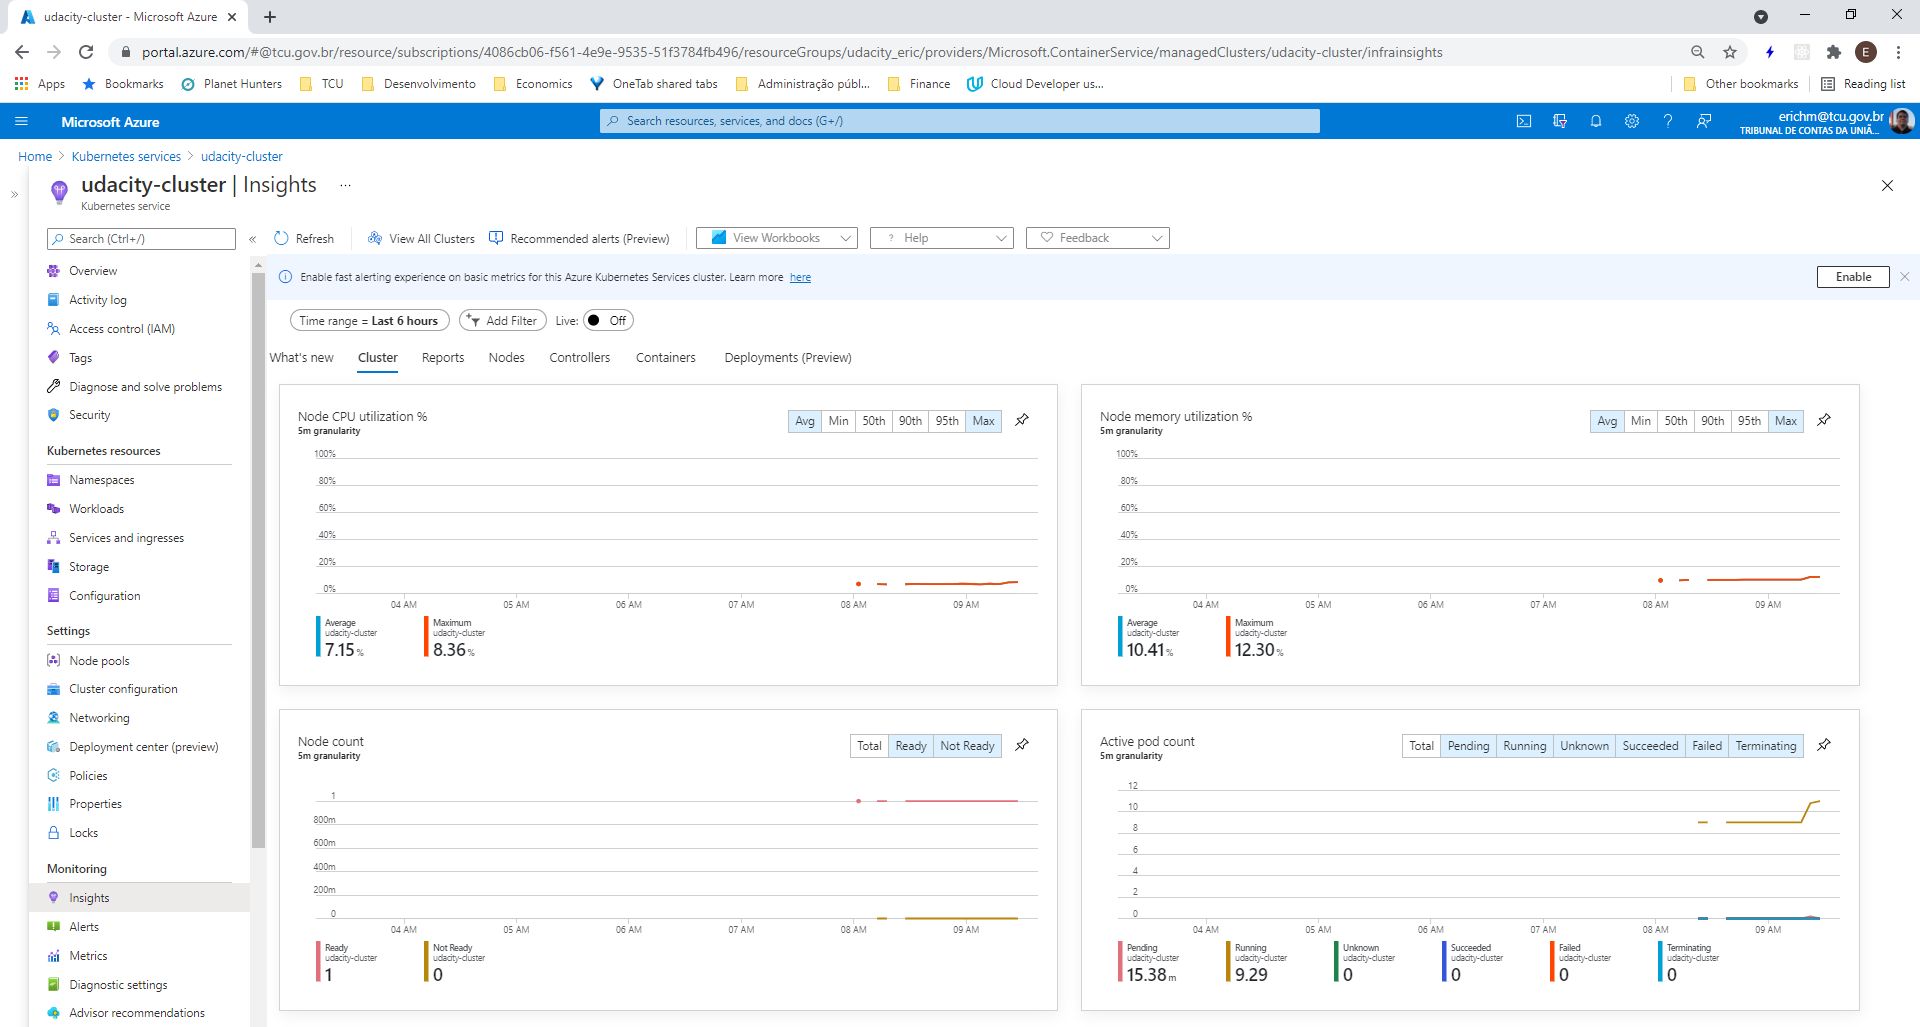 udacity-cluster - Microsoft Azure
portal.azure.com/#@tcu.gov.br/resource/subscriptions/4086cb06-f561-4e9e-9535-51f3784fb496/resourceGroups/udacity_eric/providers/Microsoft.ContainerService/managedClusters/udacity-cluster/infrainsights
E
Apps Bookmarks Planet Hunters TCU Desenvolvimento Economics OneTab shared tabs Administração públ... Finance Cloud Developer us... Other bookmarks Reading list
Microsoft Azure
Search resources, services, and docs (G+/)
erichm@tcu.gov.br
TRIBUNAL DE CONTAS DA UNIÃ...
Home > Kubernetes services > udacity-cluster
udacity-cluster | Insights ...
Kubernetes service
Search (Ctrl+/)
Refresh View All Clusters Recommended alerts (Preview) View Workbooks ? Help Feedback
Enable fast alerting experience on basic metrics for this Azure Kubernetes Services cluster. Learn more here
Enable
Time range = Last 6 hours Add Filter Live: Off
What's new Cluster Reports Nodes Controllers Containers Deployments (Preview)
Overview
Activity log
Access control (IAM)
Tags
Diagnose and solve problems
Security
Kubernetes resources
Namespaces
Workloads
Services and ingresses
Storage
Configuration
Settings
Node pools
Cluster configuration
Networking
Deployment center (preview)
Policies
Properties
Locks
Monitoring
Insights
Alerts
Metrics
Diagnostic settings
Advisor recommendations
Node CPU utilization %
5m granularity
Avg Min 50th 90th 95th Max
100%
80%
60%
40%
20%
0%
04 AM 05 AM 06 AM 07 AM 08 AM 09 AM
Average
udacity-cluster
7.15 %
Maximum
udacity-cluster
8.36 %
Node memory utilization %
5m granularity
Avg Min 50th 90th 95th Max
100%
80%
60%
40%
20%
0%
04 AM 05 AM 06 AM 07 AM 08 AM 09 AM
Average
udacity-cluster
10.41 %
Maximum
udacity-cluster
12.30 %
Node count
5m granularity
Total Ready Not Ready
1
800m
600m
400m
200m
0
04 AM 05 AM 06 AM 07 AM 08 AM 09 AM
Ready
udacity-cluster
1
Not Ready
udacity-cluster
0
Active pod count
5m granularity
Total Pending Running Unknown Succeeded Failed Terminating
12
10
8
6
4
2
0
04 AM 05 AM 06 AM 07 AM 08 AM 09 AM
Pending
udacity-cluster
15.38 m
Running
udacity-cluster
9.29
Unknown
udacity-cluster
0
Succeeded
udacity-cluster
0
Failed
udacity-cluster
0
Terminating
udacity-cluster
0